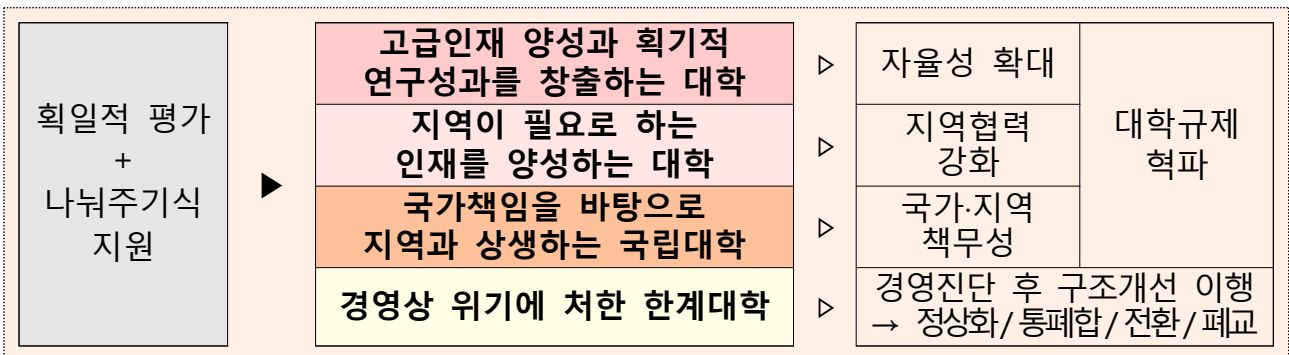 획일적 평가
+
나눠주기식
지원
▶
고급인재 양성과 획기적
연구성과를 창출하는 대학
▷
자율성 확대
지역이 필요로 하는
인재를 양성하는 대학
▷
지역협력
강화
국가책임을 바탕으로
지역과 상생하는 국립대학
▷
국가·지역
책무성
대학규제
혁파
경영상 위기에 처한 한계대학
▷
경영진단 후 구조개선 이행
→ 정상화/통폐합/전환/폐교